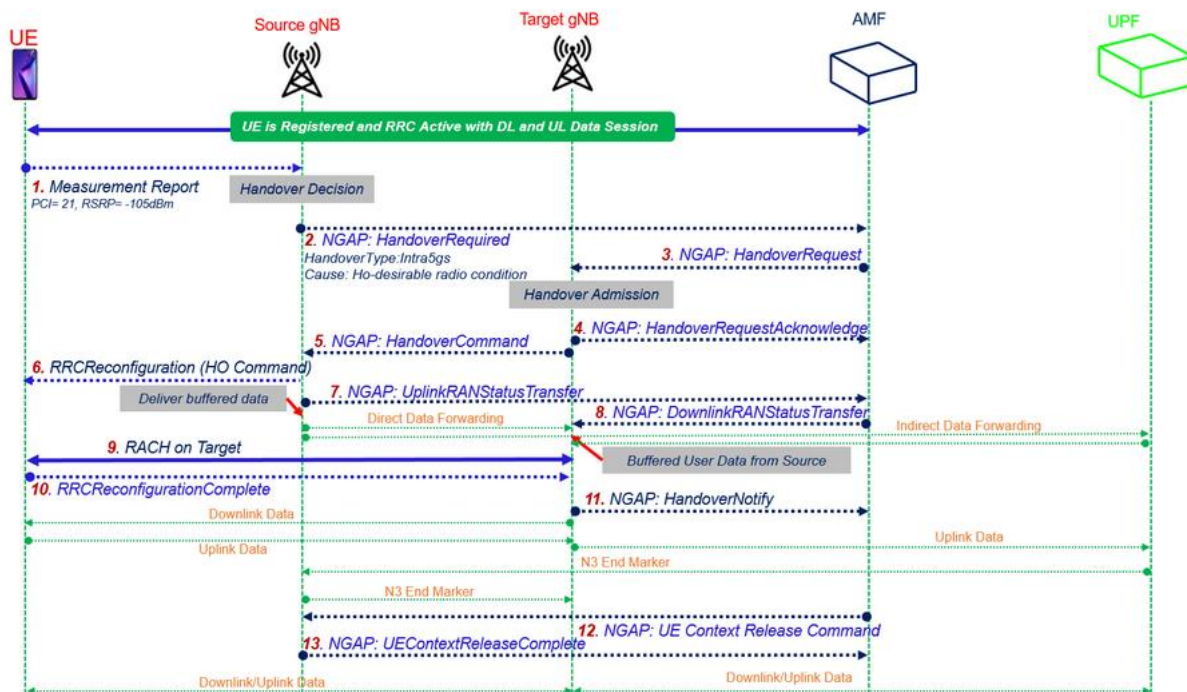 UE
Source gNB
Target gNB
AMF
UPF
UE is Registered and RRC Active with DL and UL Data Session
1. Measurement Report
PCI= 21, RSRP= -105dBm
Handover Decision
2. NGAP: HandoverRequired
HandoverType:Intra5gs
Cause: Ho-desirable radio condition
3. NGAP: HandoverRequest
Handover Admission
4. NGAP: HandoverRequestAcknowledge
5. NGAP: HandoverCommand
6. RRCReconfiguration (HO Command)
7. NGAP: UplinkRANStatusTransfer
Deliver buffered data
8. NGAP: DownlinkRANStatusTransfer
Direct Data Forwarding
Indirect Data Forwarding
9. RACH on Target
Buffered User Data from Source
10. RRCReconfigurationComplete
11. NGAP: HandoverNotify
Downlink Data
Uplink Data
Uplink Data
N3 End Marker
N3 End Marker
12. NGAP: UE Context Release Command
13. NGAP: UEContextReleaseComplete
Downlink/Uplink Data
Downlink/Uplink Data